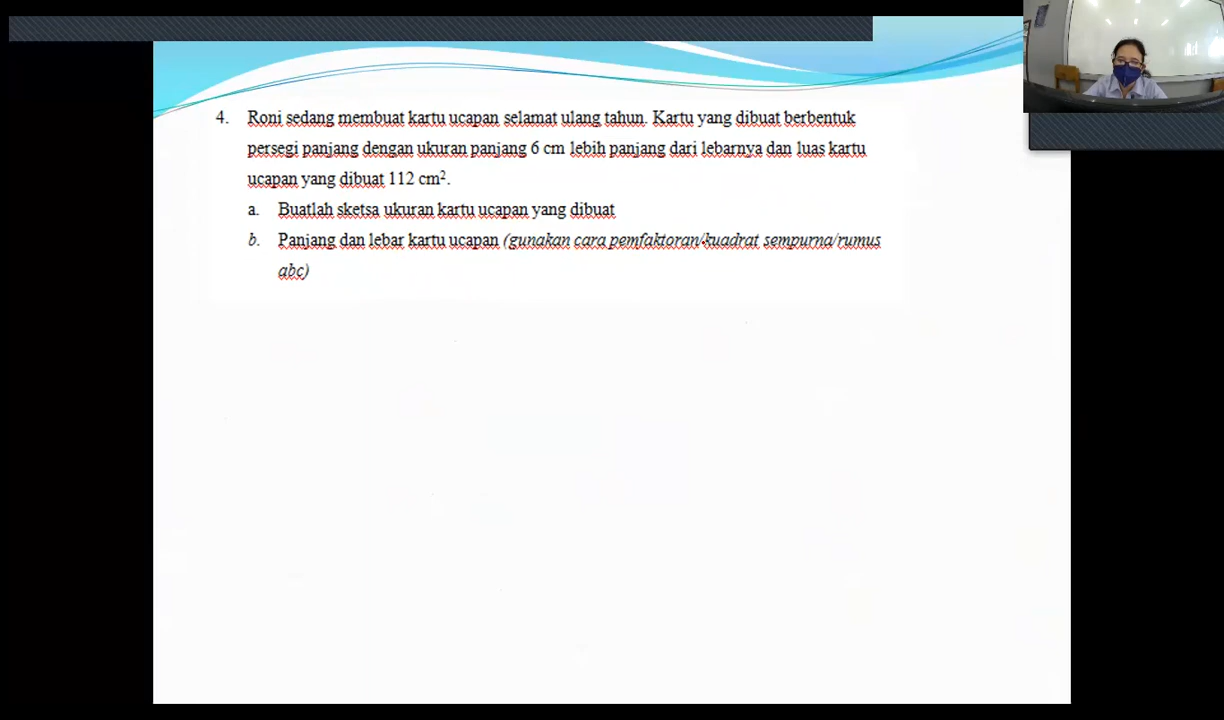 4. Roni sedang membuat kartu ucapan selamat ulang tahun. Kartu yang dibuat berbentuk
persegi panjang dengan ukuran panjang 6 cm lebih panjang dari lebarnya dan luas kartu
ucapan yang dibuat 112 cm².
a. Buatlah sketsa ukuran kartu ucapan yang dibuat
b. Panjang dan lebar kartu ucapan (gunakan cara pemfaktoran/kuadrat sempurna/rumus
abc)